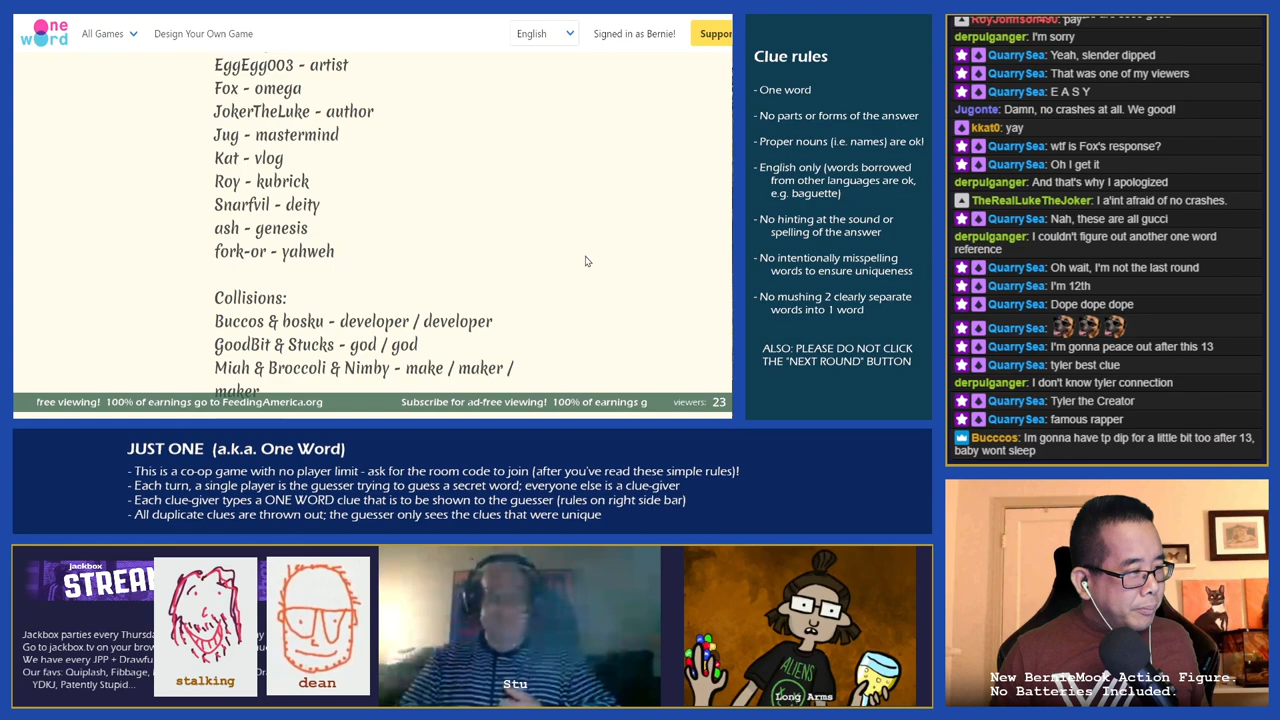 One
word
All Games
Design Your Own Game
English
Signed in as Bernie!
Suppor
EggEgg003 - artist
Fox - omega
JokerTheLuke - author
Jug - mastermind
Kat - vlog
Roy - kubrick
Snarfvil - deity
ash - genesis
fork-or - yahweh
Collisions:
Buccos & bosku - developer / developer
GoodBit & Stucks - god / god
Miah & Broccoli & Nimby - make / maker /
maker
free viewing! 100% of earnings go to FeedingAmerica.org
Subscribe for ad-free viewing! 100% of earnings g
viewers: 23
Clue rules
- One word
- No parts or forms of the answer
- Proper nouns (i.e. names) are ok!
- English only (words borrowed
from other languages are ok,
e.g. baguette)
- No hinting at the sound or
spelling of the answer
- No intentionally misspelling
words to ensure uniqueness
- No mushing 2 clearly separate
words into 1 word
ALSO: PLEASE DO NOT CLICK
THE "NEXT ROUND" BUTTON
RoyJohnson490: pay
derpulganger: I'm sorry
QuarrySea: Yeah, slender dipped
QuarrySea: That was one of my viewers
QuarrySea: E A S Y
Jugonte: Damn, no crashes at all. We good!
kkat0: yay
QuarrySea: wtf is Fox's response?
QuarrySea: Oh I get it
derpulganger: And that's why I apologized
TheRealLukeTheJoker: I a'int afraid of no crashes.
QuarrySea: Nah, these are all gucci
derpulganger: I couldn't figure out another one word
reference
QuarrySea: Oh wait, I'm not the last round
QuarrySea: I'm 12th
QuarrySea: Dope dope dope
QuarrySea:
QuarrySea: I'm gonna peace out after this 13
QuarrySea: tyler best clue
derpulganger: I don't know tyler connection
QuarrySea: Tyler the Creator
QuarrySea: famous rapper
Bucccos: Im gonna have tp dip for a little bit too after 13,
baby wont sleep
JUST ONE (a.k.a. One Word)
- This is a co-op game with no player limit - ask for the room code to join (after you've read these simple rules)!
- Each turn, a single player is the guesser trying to guess a secret word; everyone else is a clue-giver
- Each clue-giver types a ONE WORD clue that is to be shown to the guesser (rules on right side bar)
- All duplicate clues are thrown out; the guesser only sees the clues that were unique
jackbox
STREA
Jackbox parties every Thursda
Go to jackbox.tv on your brow
We have every JPP + Drawfu
Our favs: Quiplash, Fibbage,
YDKJ, Patently Stupid...
stalking
dean
Stu
ALIENS
Long Arms
New BernieMook Action Figure.
No Batteries Included.